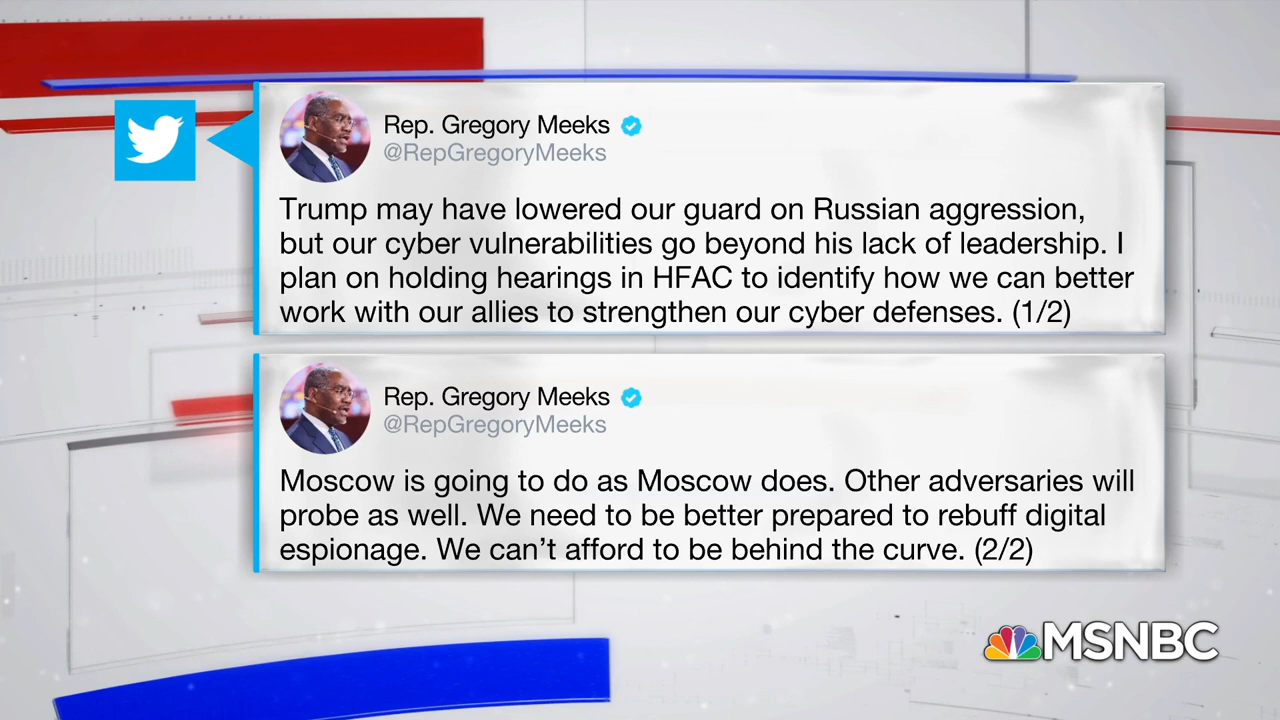 Rep. Gregory Meeks
@RepGregoryMeeks
Trump may have lowered our guard on Russian aggression,
but our cyber vulnerabilities go beyond his lack of leadership. I
plan on holding hearings in HFAC to identify how we can better
work with our allies to strengthen our cyber defenses. (1/2)
Rep. Gregory Meeks
@RepGregoryMeeks
Moscow is going to do as Moscow does. Other adversaries will
probe as well. We need to be better prepared to rebuff digital
espionage. We can’t afford to be behind the curve. (2/2)
MSNBC